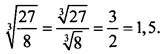 ∛(27/8) = ∛27/∛8 = 3/2 = 1,5.